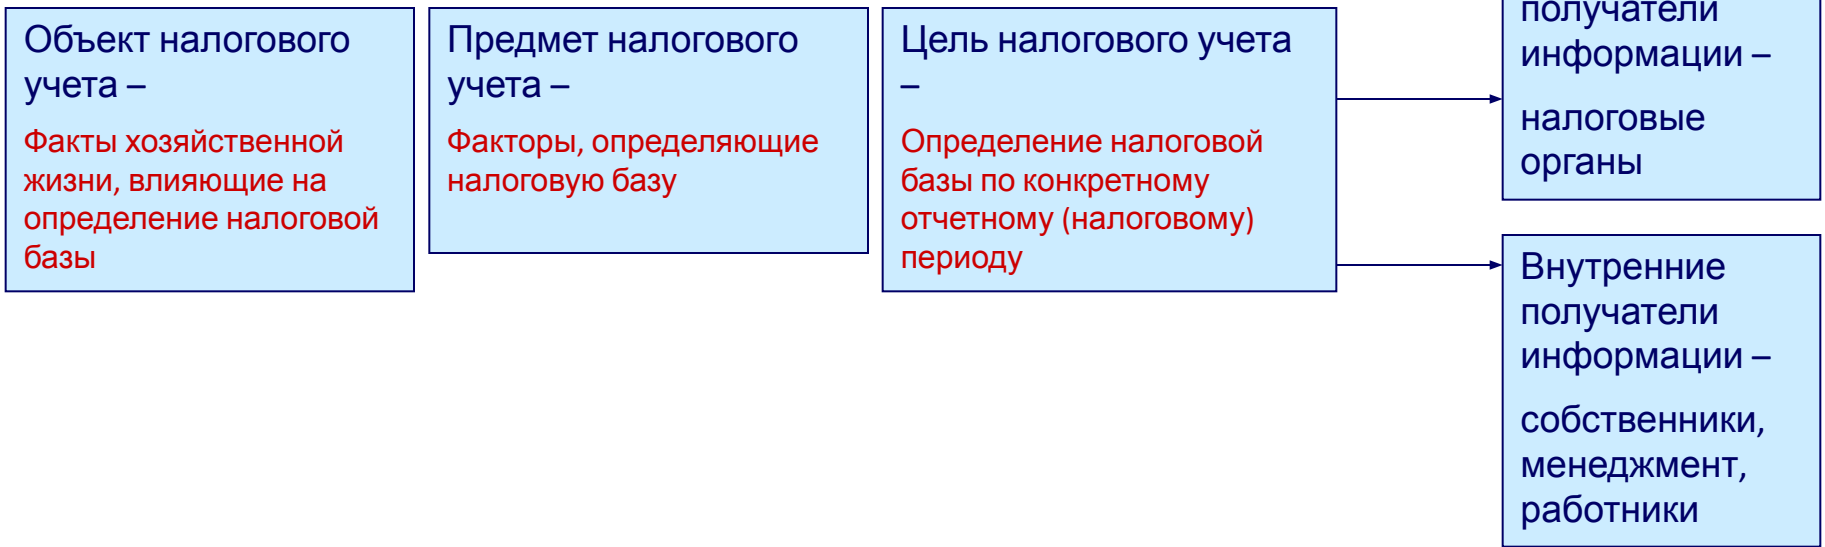 Объект налогового
учета –
Факты хозяйственной
жизни, влияющие на
определение налоговой
базы
Предмет налогового
учета –
Факторы, определяющие
налоговую базу
Цель налогового учета
–
Определение налоговой
базы по конкретному
отчетному (налоговому)
периоду
получатели
информации –
налоговые
органы
Внутренние
получатели
информации –
собственники,
менеджмент,
работники